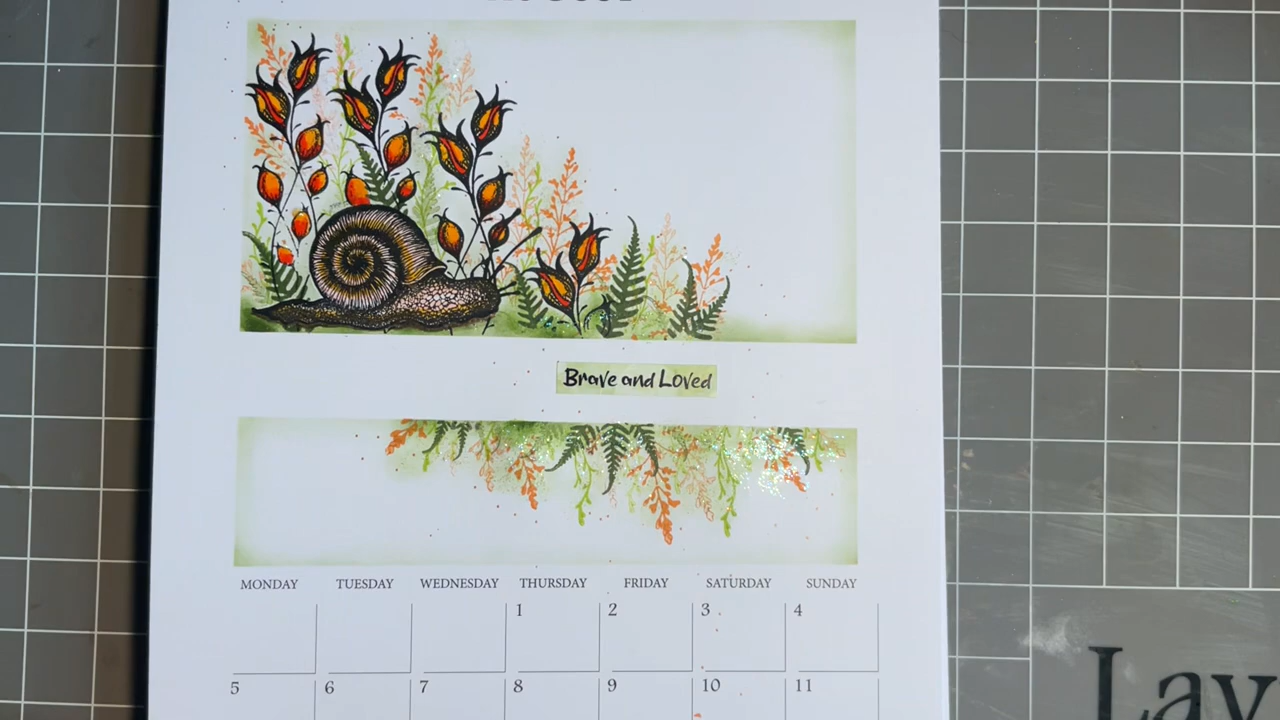 Brave and Loved
MONDAY TUESDAY WEDNESDAY THURSDAY FRIDAY SATURDAY SUNDAY
1 2 3 4
5 6 7 8 9 10 11